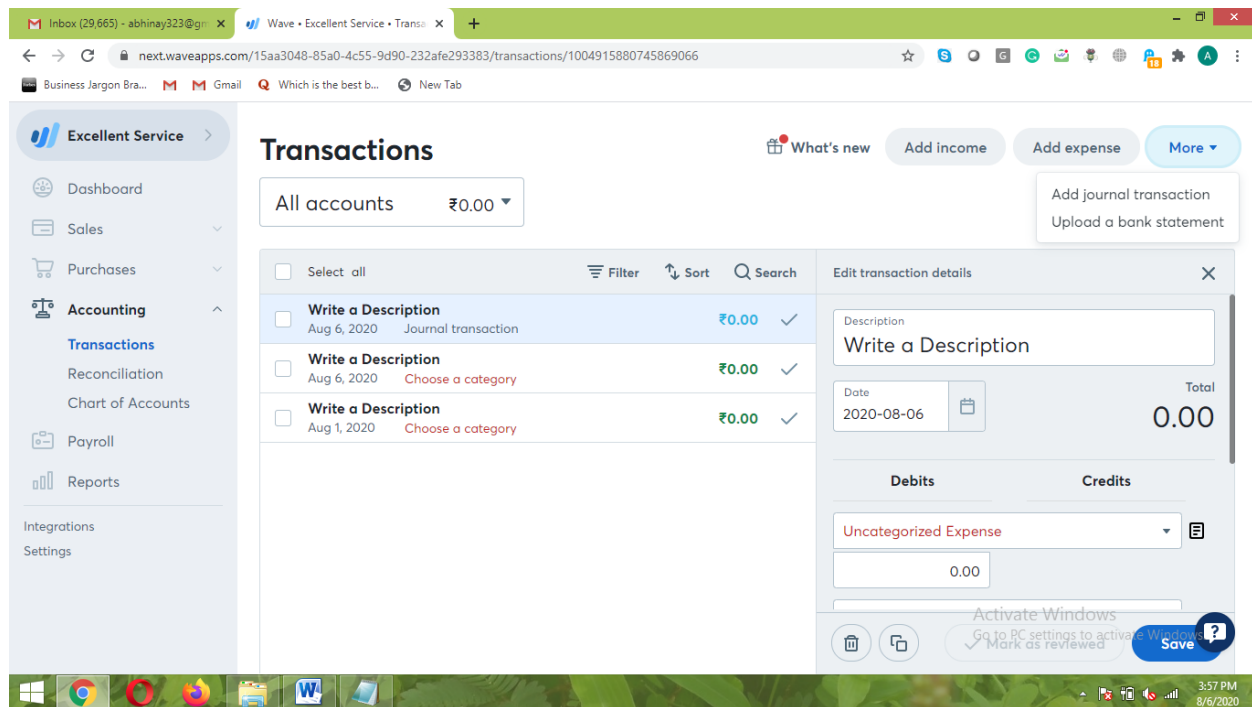 Inbox (29,665) - abhinay323@gm
Wave • Excellent Service • Transa
next.waveapps.com/15aa3048-85a0-4c55-9d90-232afe293383/transactions/1004915880745869066
18
A
Business Jargon Bra...
Gmail
Which is the best b...
New Tab
Excellent Service
Dashboard
Sales
Purchases
Accounting
Transactions
Reconciliation
Chart of Accounts
Payroll
Reports
Integrations
Settings
Transactions
What's new
Add income
Add expense
More
Add journal transaction
Upload a bank statement
All accounts ₹0.00
Select all
Filter
Sort
Search
Write a Description
Aug 6, 2020 Journal transaction
₹0.00
Write a Description
Aug 6, 2020 Choose a category
₹0.00
Write a Description
Aug 1, 2020 Choose a category
₹0.00
Edit transaction details
Description
Write a Description
Date
2020-08-06
Total
0.00
Debits Credits
Uncategorized Expense
0.00
Activate Windows
Go to PC settings to activate Windows.
Mark as reviewed
Save
?
3:57 PM
8/6/2020